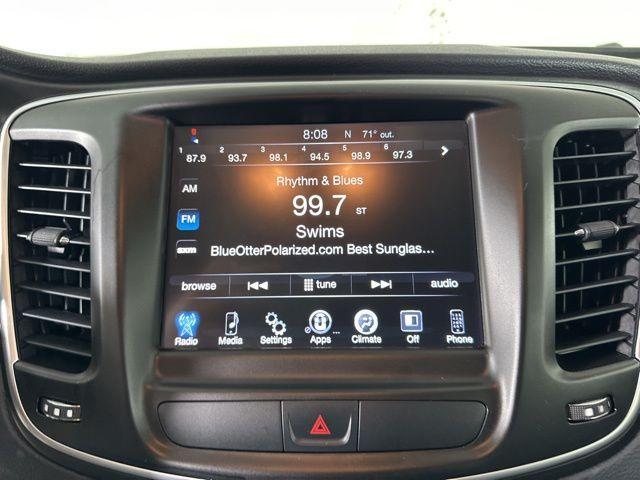 8:08 N 71° out.
1 2 3 4 5 6
87.9 93.7 98.1 94.5 98.9 97.3
AM
Rhythm & Blues
FM
99.7 ST
Swims
sxm
BlueOtterPolarized.com Best Sunglas...
browse tune audio
Radio Media Settings Apps Climate Off Phone